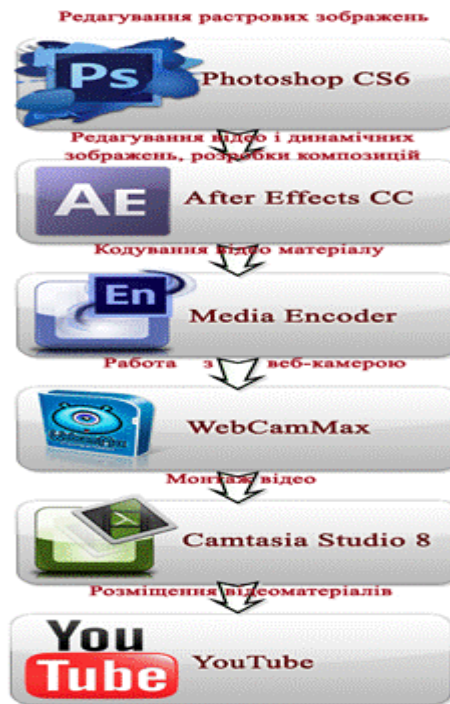 Редагування растрових зображень
Ps
Photoshop CS6
Редагування відео і динамічних
зображень, розробки композицій
AE
After Effects CC
Кодування відео матеріалу
En
Media Encoder
Работа з веб-камерою
WebCamMax
WebCamMax
Монтаж відео
Camtasia Studio 8
Розміщення відеоматеріалів
You
Tube
YouTube